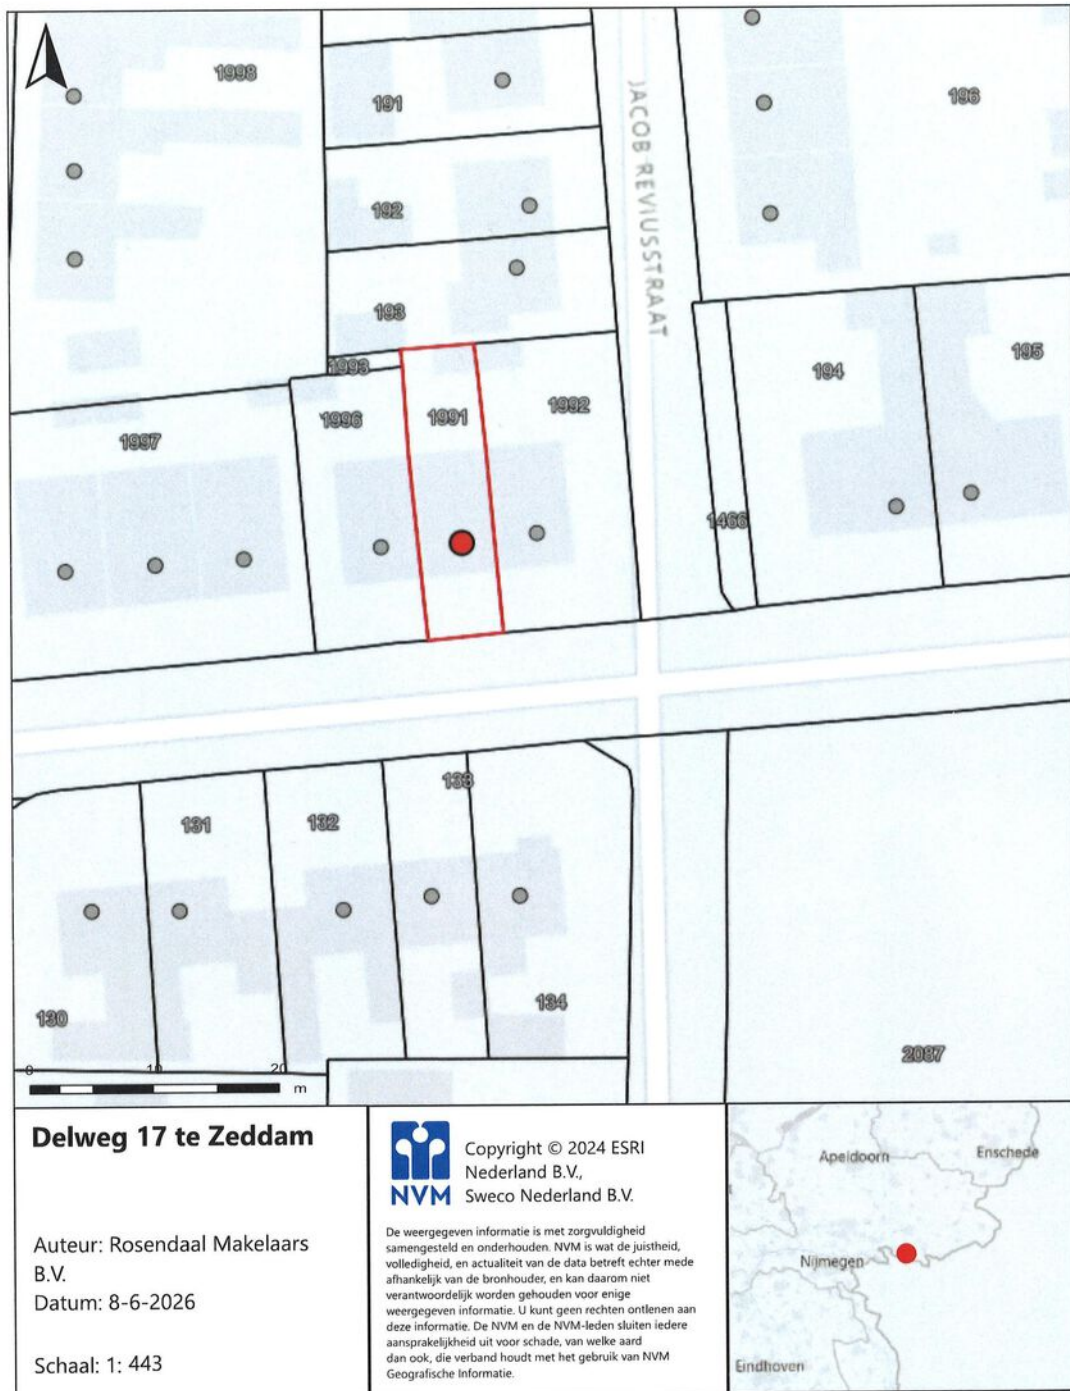 1998
191
196
192
JACOB REVIUSSTRAAT
193
1993
194
195
1996
1991
1992
1997
1466
133
131
132
134
130
2087
0 10 20
m
Delweg 17 te Zeddam
Auteur: Rosendaal Makelaars
B.V.
Datum: 8-6-2026
Schaal: 1: 443
NVM
Copyright © 2024 ESRI
Nederland B.V.,
Sweco Nederland B.V.
De weergegeven informatie is met zorgvuldigheid
samengesteld en onderhouden. NVM is wat de juistheid,
volledigheid, en actualiteit van de data betreft echter mede
afhankelijk van de bronhouder, en kan daarom niet
verantwoordelijk worden gehouden voor enige
weergegeven informatie. U kunt geen rechten ontlenen aan
deze informatie. De NVM en de NVM-leden sluiten iedere
aansprakelijkheid uit voor schade, van welke aard
dan ook, die verband houdt met het gebruik van NVM
Geografische Informatie.
Apeldoorn
Enschede
Nijmegen
Eindhoven